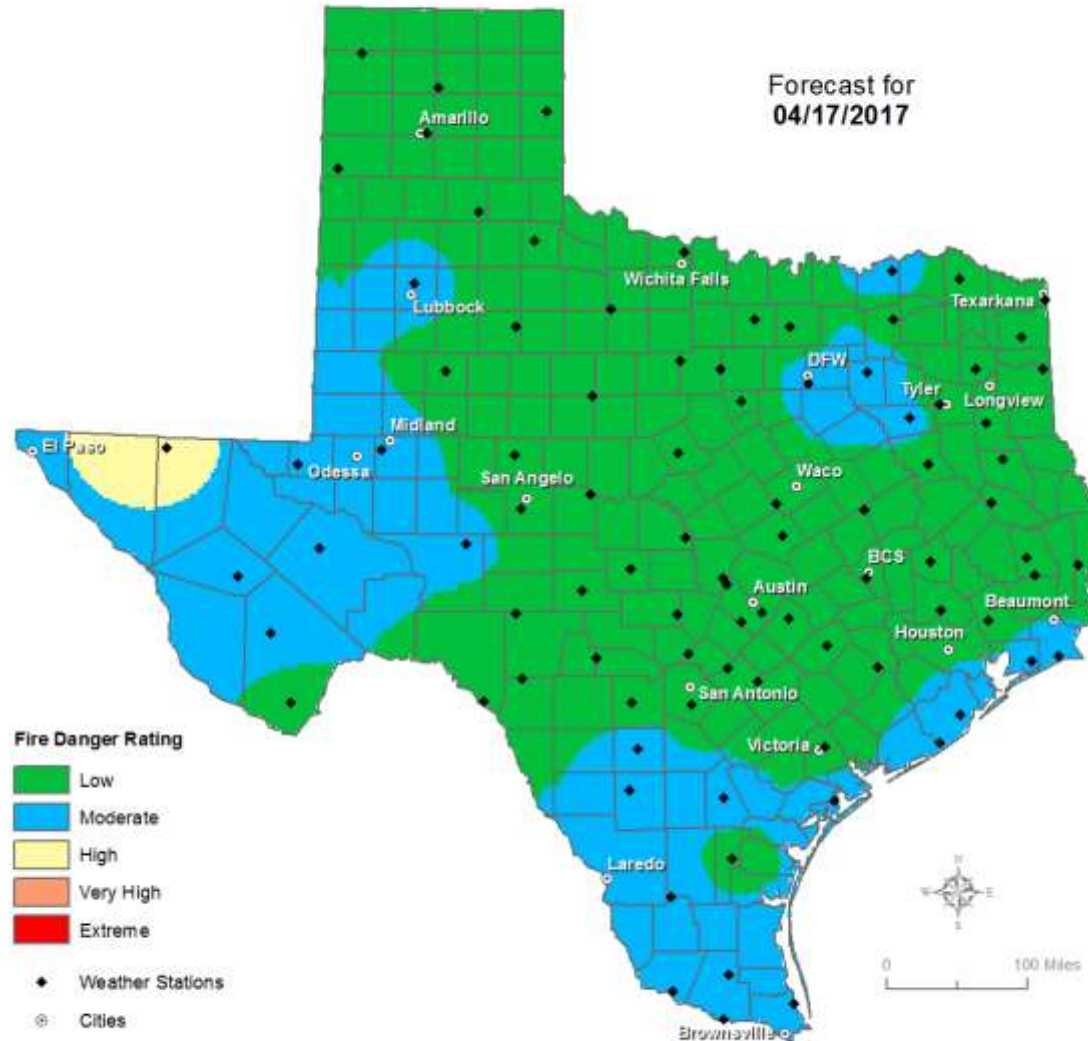 Forecast for
04/17/2017
Amarillo
Wichita Falls
Lubbock
Texarkana
DFW
Tyler
Longview
Midland
El Paso
Odessa
San Angelo
Waco
BCS
Austin
Beaumont
Houston
San Antonio
Victoria
Laredo
Brownsville
Fire Danger Rating
Low
Moderate
High
Very High
Extreme
Weather Stations
Cities
N
W
E
S
0
100 Miles